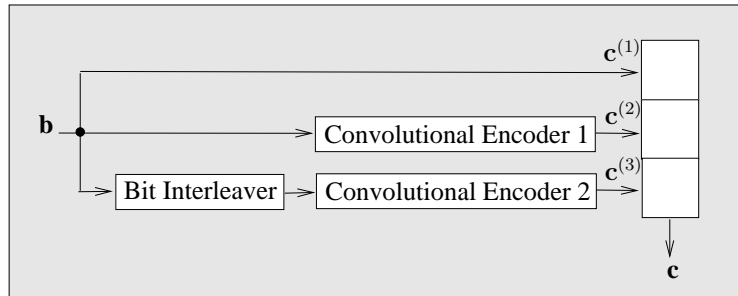 c(1)
b
c(2)
Convolutional Encoder 1
c(3)
Bit Interleaver
Convolutional Encoder 2
c